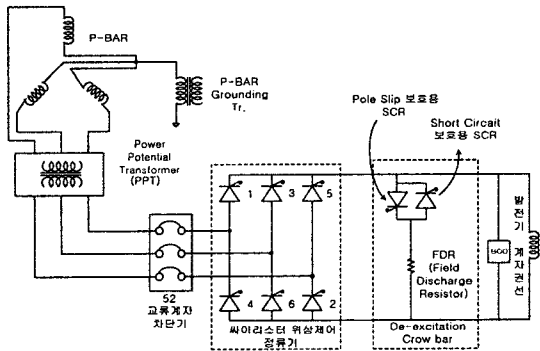 P-BAR
P-BAR
Grounding
Tr.
Power
Potential
Transformer
(PPT)
Pole Slip 보호용
SCR
Short Circait
보호용 SCR
1
3
5
4
6
2
52
교류계자
차단기
싸이리스터 위상제어
정류기
FDR
(Field
Discharge
Resistor)
De-excitation
Crow bar
발전기 계자권선